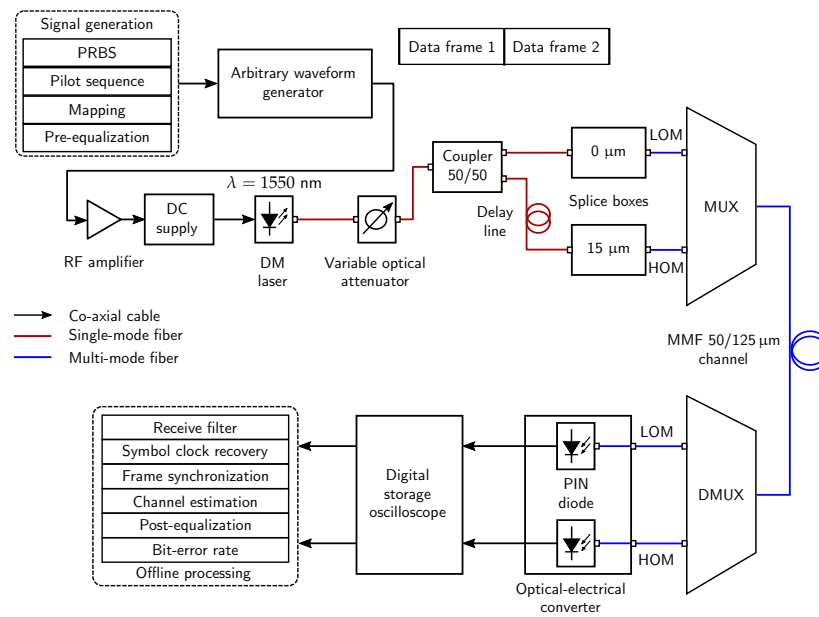 Signal generation
PRBS
Pilot sequence
Mapping
Pre-equalization
Arbitrary waveform
generator
Data frame 1
Data frame 2
RF amplifier
DC
supply
λ = 1550 nm
DM
laser
Variable optical
attenuator
Coupler
50/50
Delay
line
0 μm
Splice boxes
15 μm
LOM
HOM
MUX
Co-axial cable
Single-mode fiber
Multi-mode fiber
MMF 50/125 μm
channel
Receive filter
Symbol clock recovery
Frame synchronization
Channel estimation
Post-equalization
Bit-error rate
Offline processing
Digital
storage
oscilloscope
PIN
diode
Optical-electrical
converter
LOM
HOM
DMUX